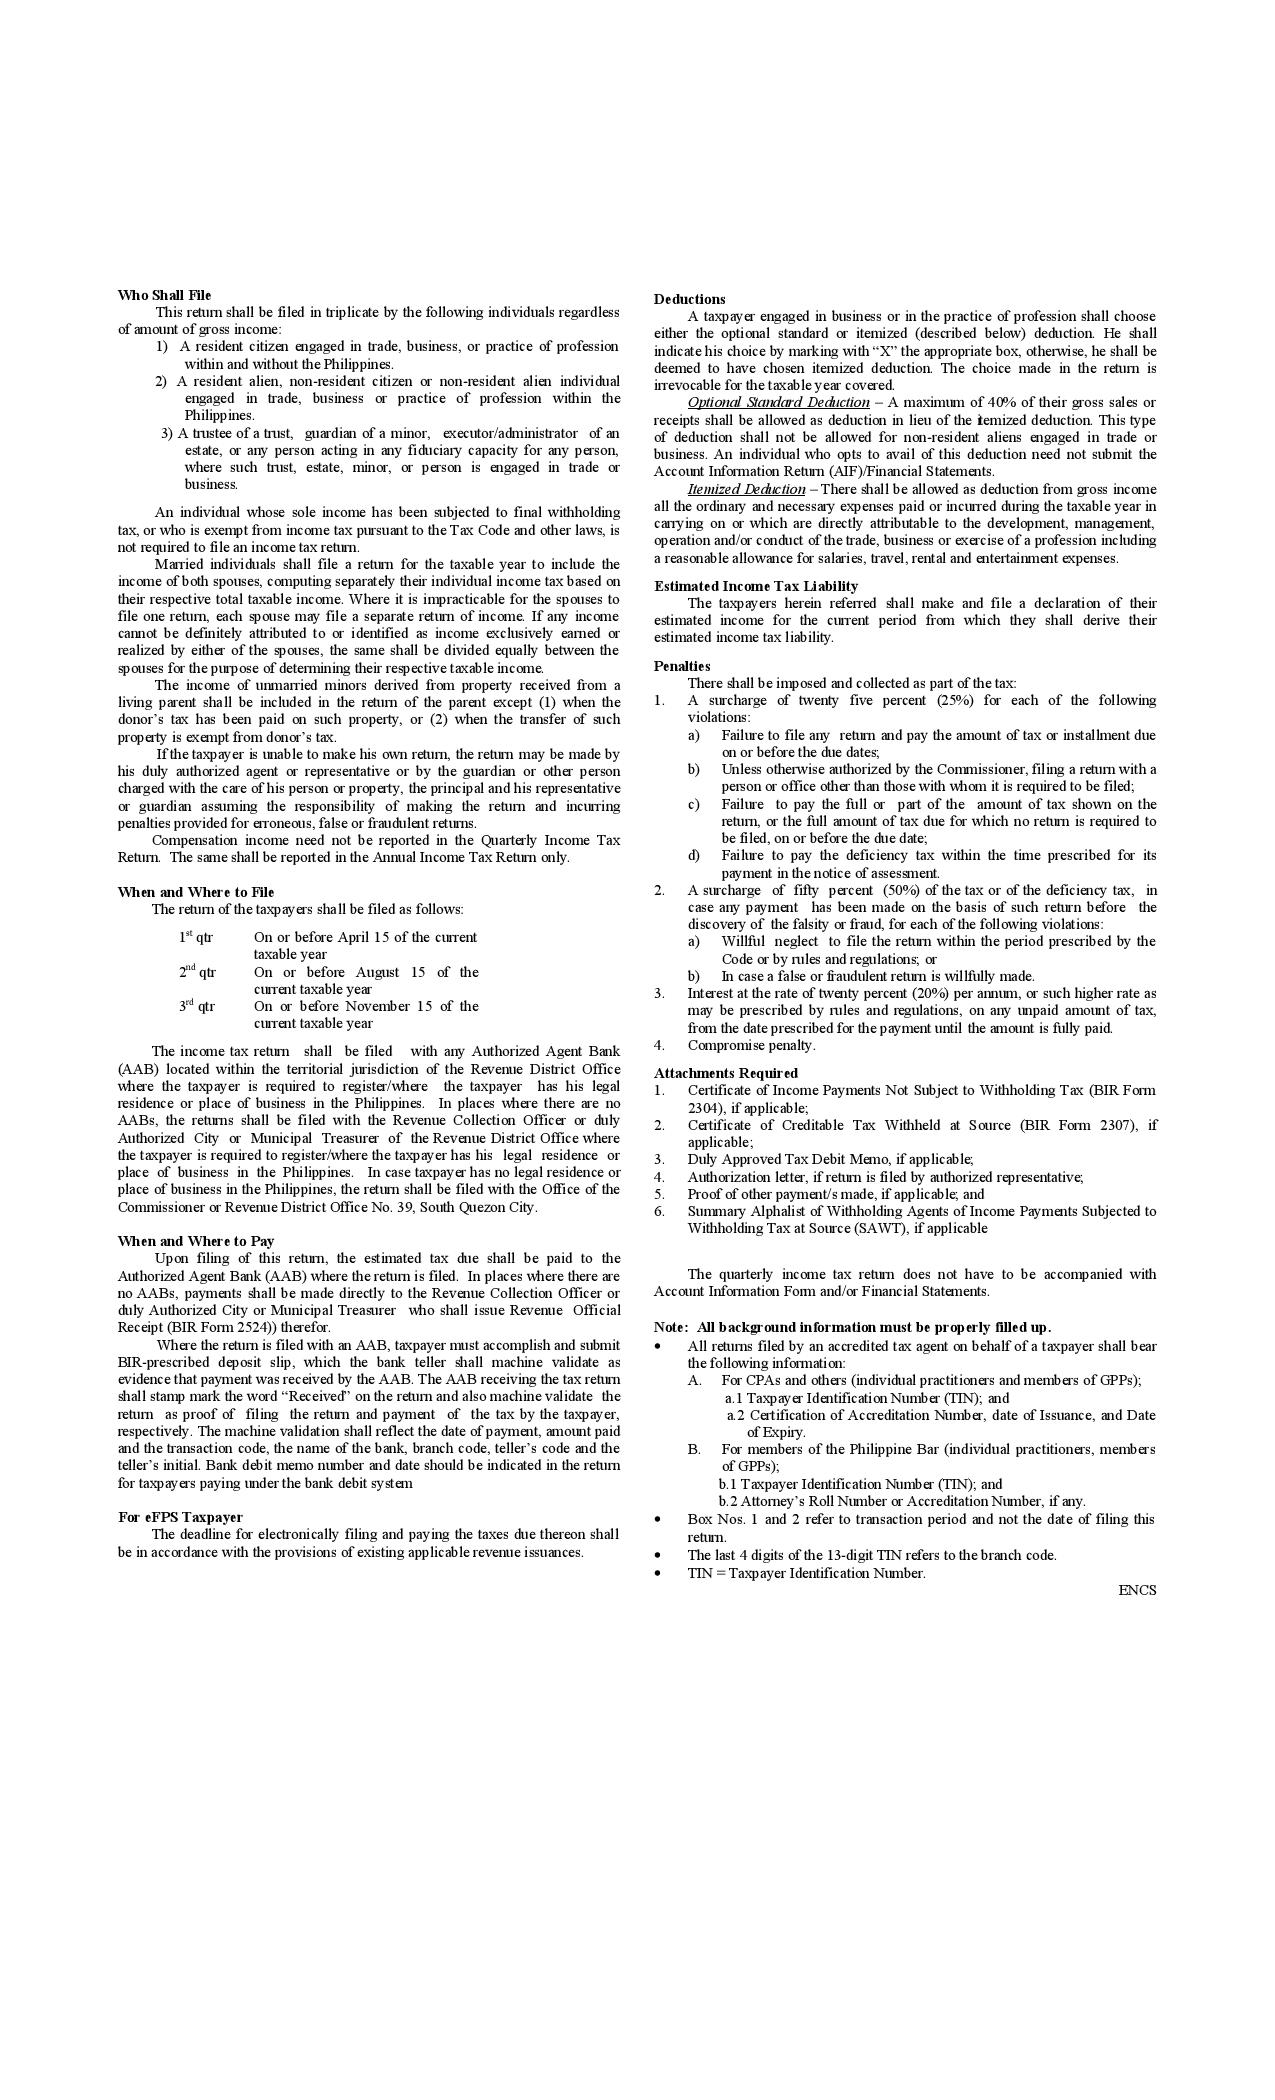 Who Shall File
This return shall be filed in triplicate by the following individuals regardless
of amount of gross income:
1) A resident citizen engaged in trade, business, or practice of profession
within and without the Philippines.
2) A resident alien, non-resident citizen or non-resident alien individual
engaged in trade, business or practice of profession within the
Philippines.
3) A trustee of a trust, guardian of a minor, executor/administrator of an
estate, or any person acting in any fiduciary capacity for any person,
where such trust, estate, minor, or person is engaged in trade or
business.
An individual whose sole income has been subjected to final withholding
tax, or who is exempt from income tax pursuant to the Tax Code and other laws, is
not required to file an income tax return.
Married individuals shall file a return for the taxable year to include the
income of both spouses, computing separately their individual income tax based on
their respective total taxable income. Where it is impracticable for the spouses to
file one return, each spouse may file a separate return of income. If any income
cannot be definitely attributed to or identified as income exclusively earned or
realized by either of the spouses, the same shall be divided equally between the
spouses for the purpose of determining their respective taxable income.
The income of unmarried minors derived from property received from a
living parent shall be included in the return of the parent except (1) when the
donor's tax has been paid on such property, or (2) when the transfer of such
property is exempt from donor's tax.
If the taxpayer is unable to make his own return, the return may be made by
his duly authorized agent or representative or by the guardian or other person
charged with the care of his person or property, the principal and his representative
or guardian assuming the responsibility of making the return and incurring
penalties provided for erroneous, false or fraudulent returns.
Compensation income need not be reported in the Quarterly Income Tax
Return. The same shall be reported in the Annual Income Tax Return only.
When and Where to File
The return of the taxpayers shall be filed as follows:
1st qtr On or before April 15 of the current
taxable year
2nd qtr On or before August 15 of the
current taxable year
3rd qtr On or before November 15 of the
current taxable year
The income tax return shall be filed with any Authorized Agent Bank
(AAB) located within the territorial jurisdiction of the Revenue District Office
where the taxpayer is required to register/where the taxpayer has his legal
residence or place of business in the Philippines. In places where there are no
AABs, the returns shall be filed with the Revenue Collection Officer or duly
Authorized City or Municipal Treasurer of the Revenue District Office where
the taxpayer is required to register/where the taxpayer has his legal residence or
place of business in the Philippines. In case taxpayer has no legal residence or
place of business in the Philippines, the return shall be filed with the Office of the
Commissioner or Revenue District Office No. 39, South Quezon City.
When and Where to Pay
Upon filing of this return, the estimated tax due shall be paid to the
Authorized Agent Bank (AAB) where the return is filed. In places where there are
no AABs, payments shall be made directly to the Revenue Collection Officer or
duly Authorized City or Municipal Treasurer who shall issue Revenue Official
Receipt (BIR Form 2524)) therefor.
Where the return is filed with an AAB, taxpayer must accomplish and submit
BIR-prescribed deposit slip, which the bank teller shall machine validate as
evidence that payment was received by the AAB. The AAB receiving the tax return
shall stamp mark the word “Received” on the return and also machine validate the
return as proof of filing the return and payment of the tax by the taxpayer,
respectively. The machine validation shall reflect the date of payment, amount paid
and the transaction code, the name of the bank, branch code, teller's code and the
teller's initial. Bank debit memo number and date should be indicated in the return
for taxpayers paying under the bank debit system
For eFPS Taxpayer
The deadline for electronically filing and paying the taxes due thereon shall
be in accordance with the provisions of existing applicable revenue issuances.
Deductions
A taxpayer engaged in business or in the practice of profession shall choose
either the optional standard or itemized (described below) deduction. He shall
indicate his choice by marking with “X” the appropriate box, otherwise, he shall be
deemed to have chosen itemized deduction. The choice made in the return is
irrevocable for the taxable year covered.
Optional Standard Deduction – A maximum of 40% of their gross sales or
receipts shall be allowed as deduction in lieu of the itemized deduction. This type
of deduction shall not be allowed for non-resident aliens engaged in trade or
business. An individual who opts to avail of this deduction need not submit the
Account Information Return (AIF)/Financial Statements.
Itemized Deduction – There shall be allowed as deduction from gross income
all the ordinary and necessary expenses paid or incurred during the taxable year in
carrying on or which are directly attributable to the development, management,
operation and/or conduct of the trade, business or exercise of a profession including
a reasonable allowance for salaries, travel, rental and entertainment expenses.
Estimated Income Tax Liability
The taxpayers herein referred shall make and file a declaration of their
estimated income for the current period from which they shall derive their
estimated income tax liability.
Penalties
There shall be imposed and collected as part of the tax:
1. A surcharge of twenty five percent (25%) for each of the following
violations:
a) Failure to file any return and pay the amount of tax or installment due
on or before the due dates;
b) Unless otherwise authorized by the Commissioner, filing a return with a
person or office other than those with whom it is required to be filed;
c) Failure to pay the full or part of the amount of tax shown on the
return, or the full amount of tax due for which no return is required to
be filed, on or before the due date;
d) Failure to pay the deficiency tax within the time prescribed for its
payment in the notice of assessment.
2. A surcharge of fifty percent (50%) of the tax or of the deficiency tax, in
case any payment has been made on the basis of such return before the
discovery of the falsity or fraud, for each of the following violations:
a) Willful neglect to file the return within the period prescribed by the
Code or by rules and regulations; or
b) In case a false or fraudulent return is willfully made.
3. Interest at the rate of twenty percent (20%) per annum, or such higher rate as
may be prescribed by rules and regulations, on any unpaid amount of tax,
from the date prescribed for the payment until the amount is fully paid.
4. Compromise penalty.
Attachments Required
1. Certificate of Income Payments Not Subject to Withholding Tax (BIR Form
2304), if applicable;
2. Certificate of Creditable Tax Withheld at Source (BIR Form 2307), if
applicable;
3. Duly Approved Tax Debit Memo, if applicable;
4. Authorization letter, if return is filed by authorized representative;
5. Proof of other payment/s made, if applicable; and
6. Summary Alphalist of Withholding Agents of Income Payments Subjected to
Withholding Tax at Source (SAWT), if applicable
The quarterly income tax return does not have to be accompanied with
Account Information Form and/or Financial Statements.
Note: All background information must be properly filled up.
• All returns filed by an accredited tax agent on behalf of a taxpayer shall bear
the following information:
A. For CPAs and others (individual practitioners and members of GPPs);
a.1 Taxpayer Identification Number (TIN); and
a.2 Certification of Accreditation Number, date of Issuance, and Date
of Expiry.
B. For members of the Philippine Bar (individual practitioners, members
of GPPs);
b.1 Taxpayer Identification Number (TIN); and
b.2 Attorney's Roll Number or Accreditation Number, if any.
• Box Nos. 1 and 2 refer to transaction period and not the date of filing this
return.
• The last 4 digits of the 13-digit TIN refers to the branch code.
• TIN = Taxpayer Identification Number.
ENCS